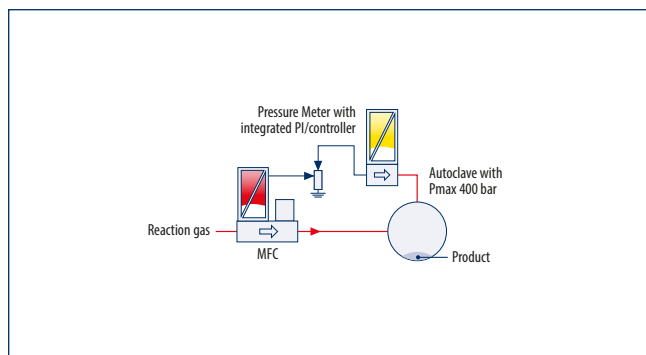 Pressure Meter with
integrated PI/controller
Autoclave with
Pmax 400 bar
Reaction gas
MFC
Product